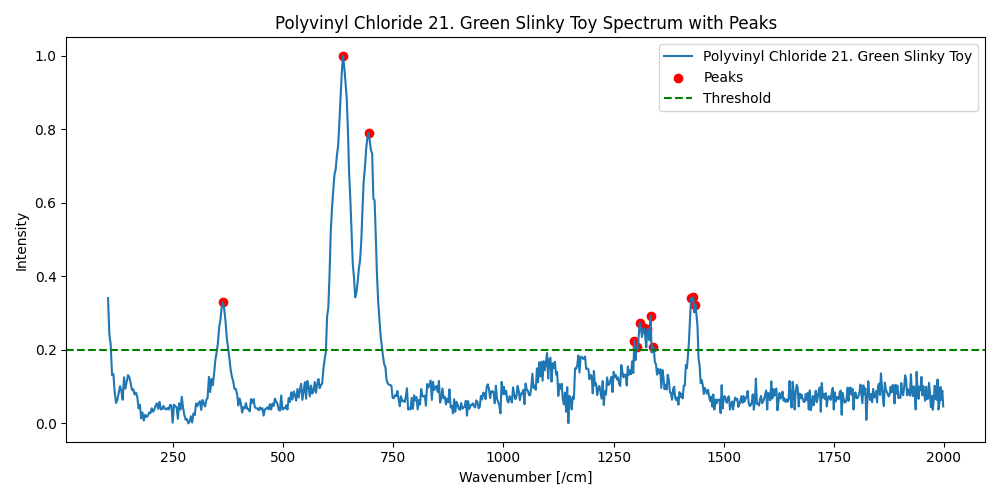 Polyvinyl Chloride 21. Green Slinky Toy Spectrum with Peaks
Polyvinyl Chloride 21. Green Slinky Toy
Peaks
Threshold
Intensity
1.0
0.8
0.6
0.4
0.2
0.0
250 500 750 1000 1250 1500 1750 2000
Wavenumber [/cm]